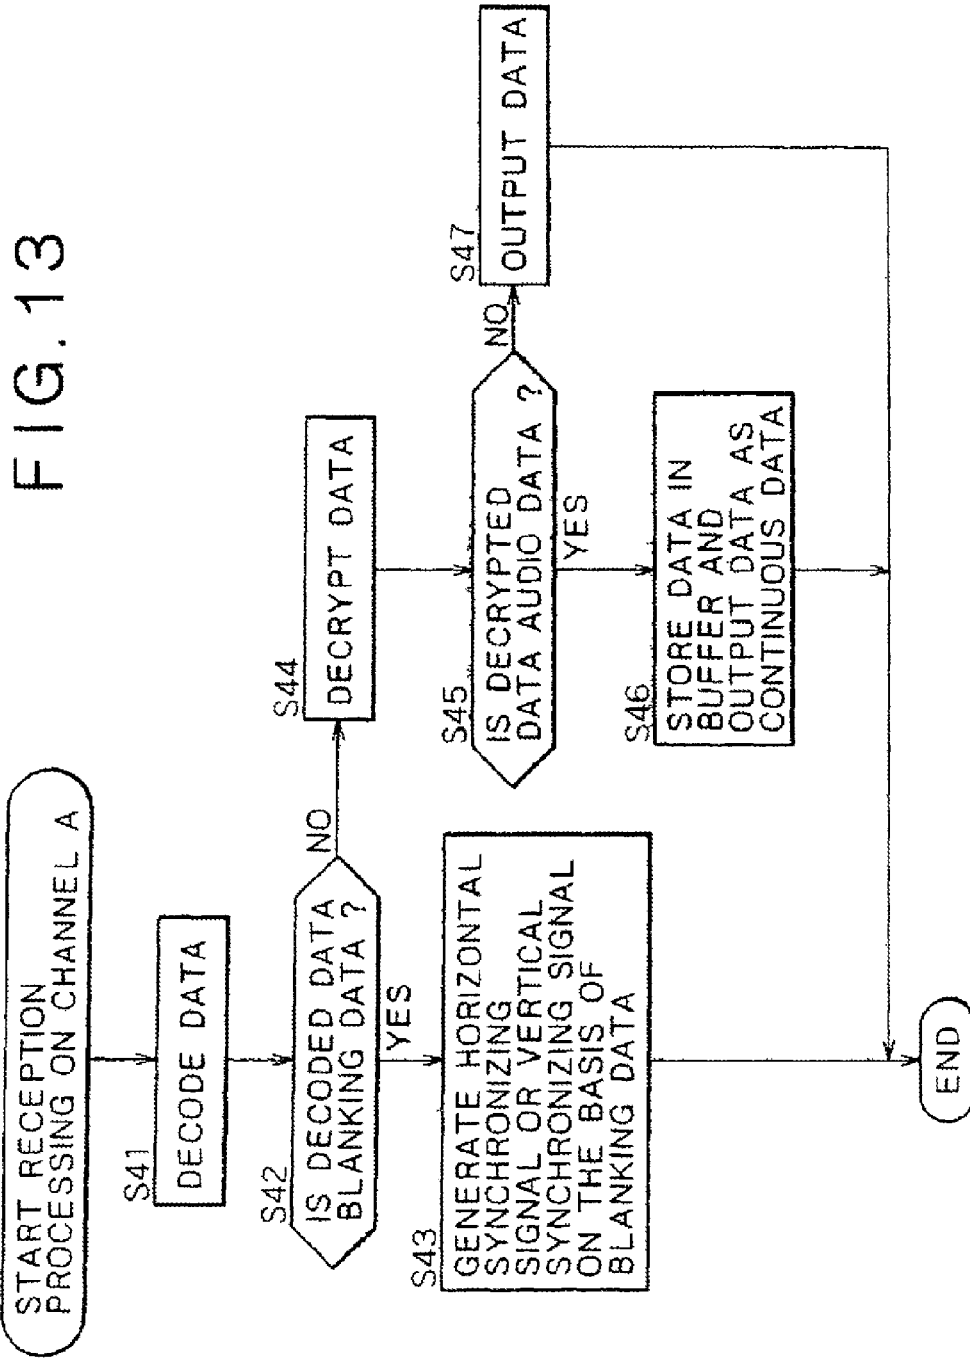 FIG.13
START RECEPTION
PROCESSING ON CHANNEL A
S41
DECODE DATA
S42
IS DECODED DATA
BLANKING DATA ?
NO
YES
S43
GENERATE HORIZONTAL
SYNCHRONIZING
SIGNAL OR VERTICAL
SYNCHRONIZING SIGNAL
ON THE BASIS OF
BLANKING DATA
S44
DECRYPT DATA
S45
IS DECRYPTED
DATA AUDIO DATA ?
NO
YES
S46
STORE DATA IN
BUFFER AND
OUTPUT DATA AS
CONTINUOUS DATA
S47
OUTPUT DATA
END